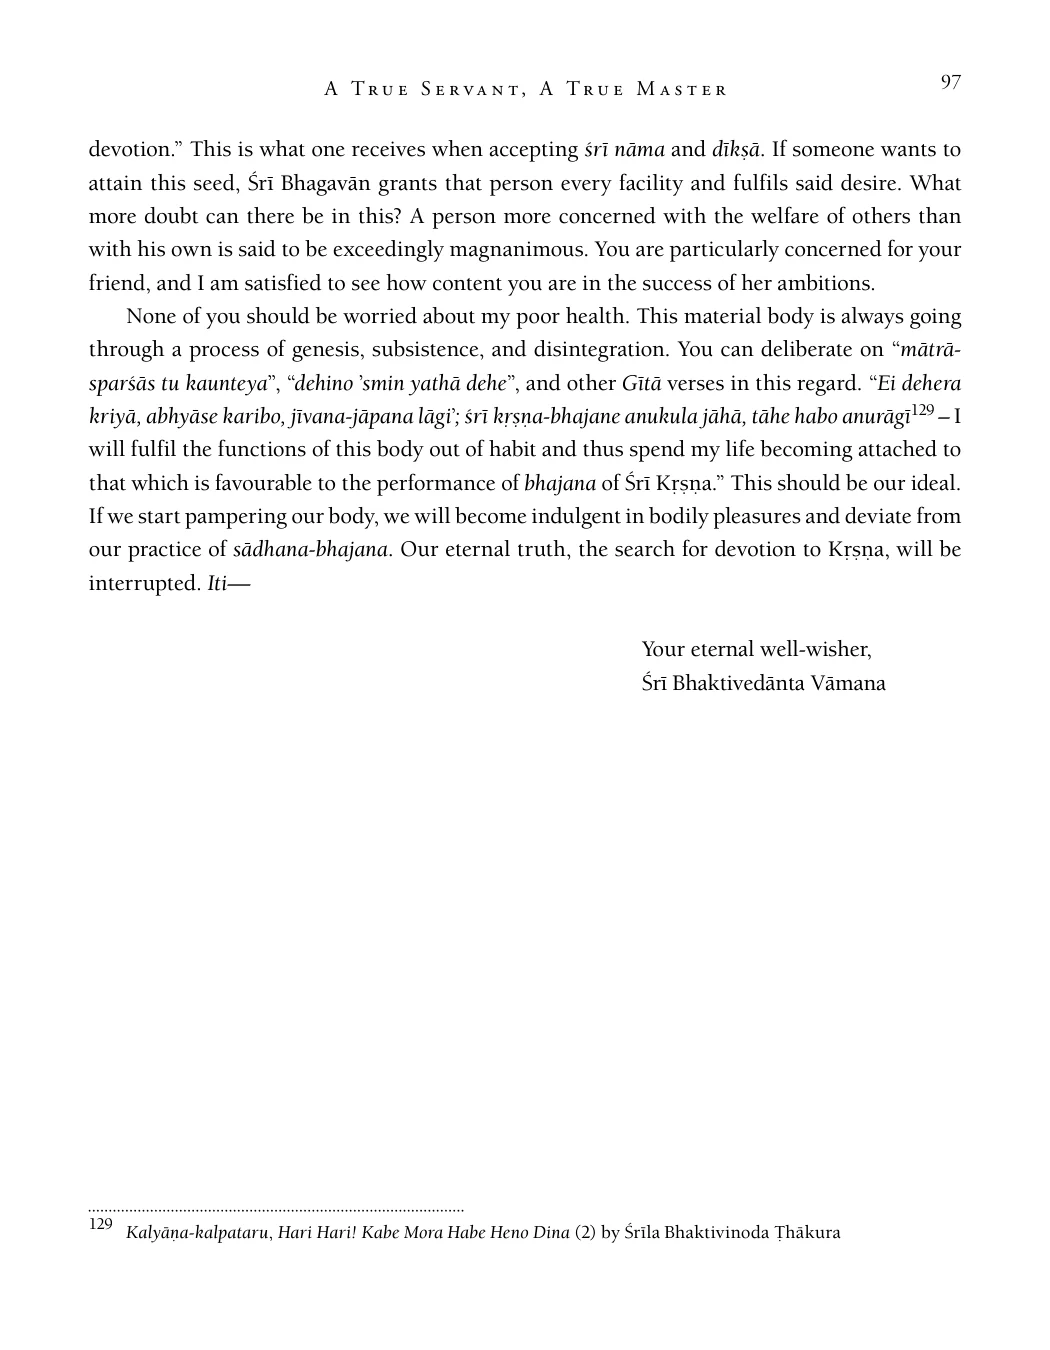 A True Servant, A True Master
97
devotion.” This is what one receives when accepting śrī nāma and dīkṣā. If someone wants to
attain this seed, Śrī Bhagavān grants that person every facility and fulfils said desire. What
more doubt can there be in this? A person more concerned with the welfare of others than
with his own is said to be exceedingly magnanimous. You are particularly concerned for your
friend, and I am satisfied to see how content you are in the success of her ambitions.
None of you should be worried about my poor health. This material body is always going
through a process of genesis, subsistence, and disintegration. You can deliberate on “mātrā-
sparśās tu kaunteya”, “dehino ’smin yathā dehe”, and other Gītā verses in this regard. “Ei dehera
kriyā, abhyāse karibo, jīvana-jāpana lāgi’; śrī kṛṣṇa-bhajane anukula jāhā, tāhe habo anurāgī129 – I
will fulfil the functions of this body out of habit and thus spend my life becoming attached to
that which is favourable to the performance of bhajana of Śrī Kṛṣṇa.” This should be our ideal.
If we start pampering our body, we will become indulgent in bodily pleasures and deviate from
our practice of sādhana-bhajana. Our eternal truth, the search for devotion to Kṛṣṇa, will be
interrupted. Iti—
Your eternal well-wisher,
Śrī Bhaktivedānta Vāmana
129 Kalyāṇa-kalpataru, Hari Hari! Kabe Mora Habe Heno Dina (2) by Śrīla Bhaktivinoda Ṭhākura